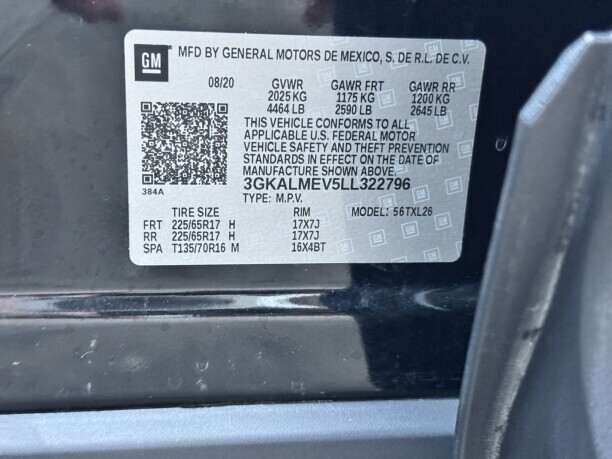 GM MFD BY GENERAL MOTORS DE MEXICO, S. DE R.L. DE C.V.
08/20 GVWR GAWR FRT GAWR RR
2025 KG 1175 KG 1200 KG
4464 LB 2590 LB 2645 LB
THIS VEHICLE CONFORMS TO ALL
APPLICABLE U.S. FEDERAL MOTOR
VEHICLE SAFETY AND THEFT PREVENTION
STANDARDS IN EFFECT ON THE DATE OF
MANUFACTURE SHOWN ABOVE.
384A 3GKALMEV5LL322796
TYPE: M.P.V.
TIRE SIZE RIM MODEL: 56TXL26
FRT 225/65R17 H 17X7J
RR 225/65R17 H 17X7J
SPA T135/70R16 M 16X4BT